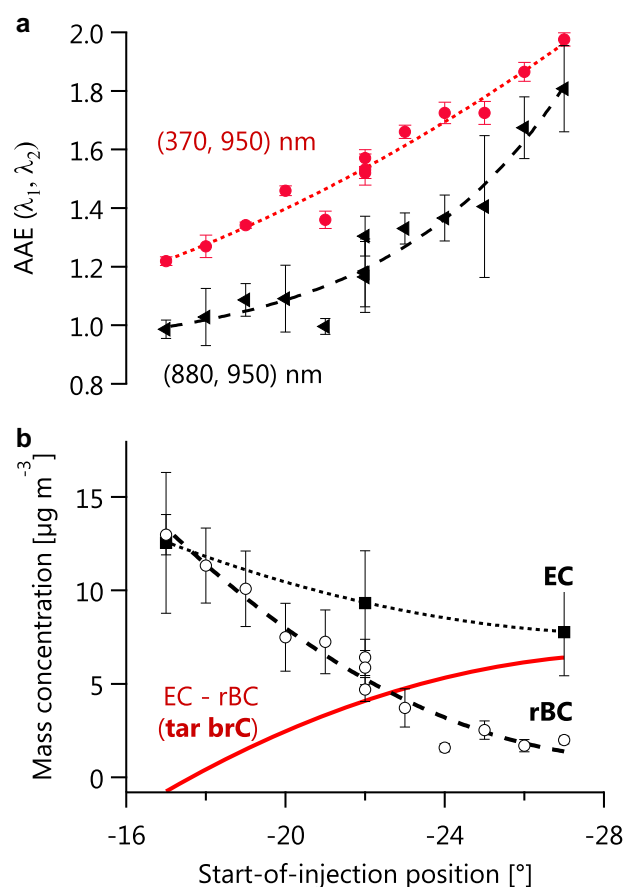 a
AAE (λ1, λ2)
2.0
1.8
1.6
1.4
1.2
1.0
0.8
(370, 950) nm
(880, 950) nm
b
Mass concentration [µg m-3]
15
10
5
0
EC
rBC
EC - rBC
(tar brC)
-16
-20
-24
-28
Start-of-injection position [°]